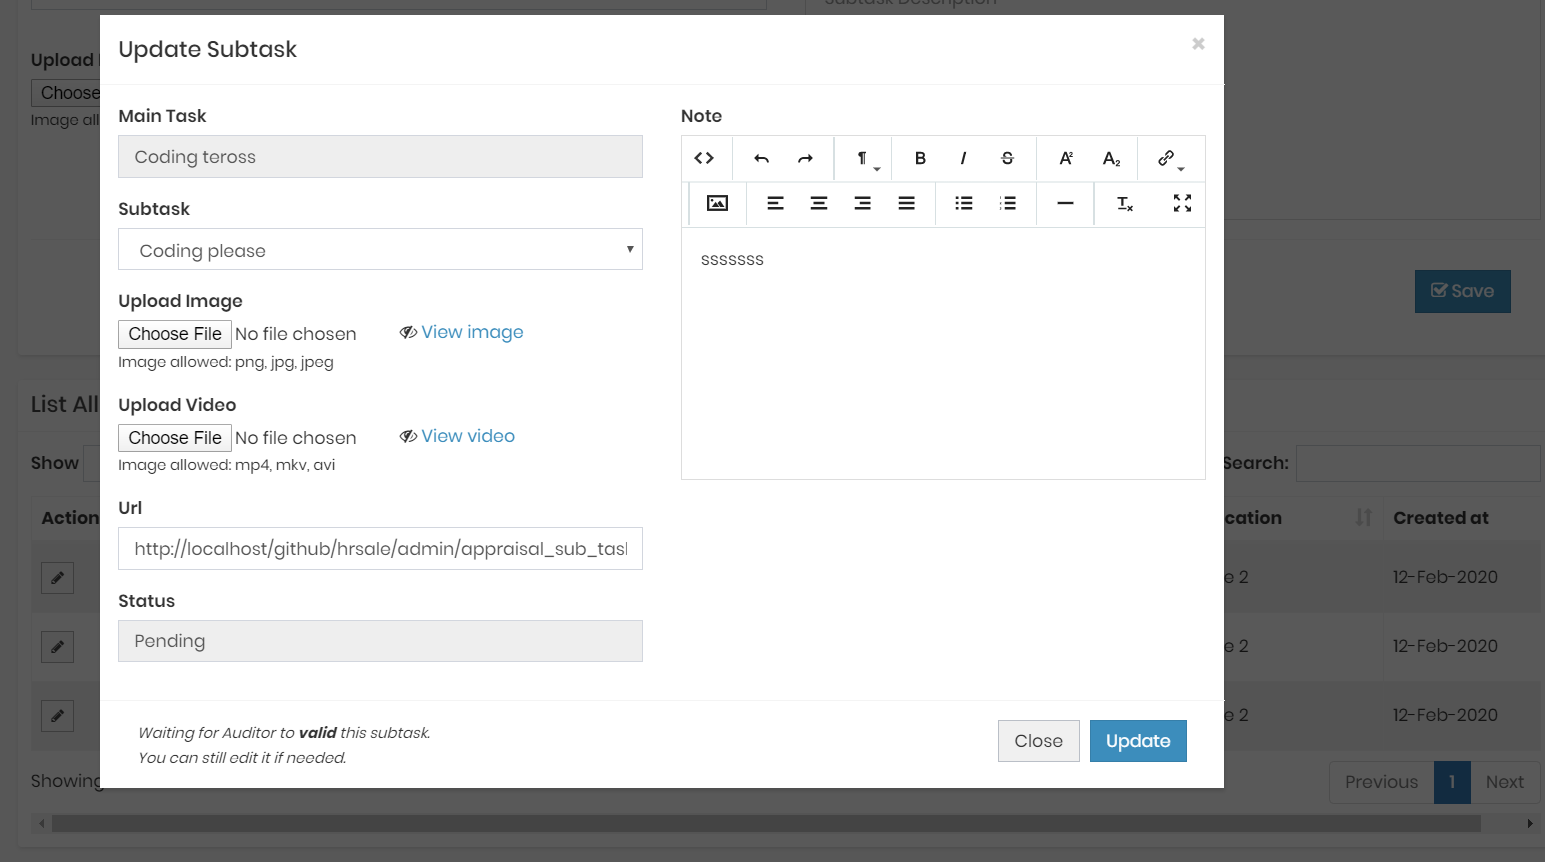 Subtask Description
Update Subtask
×
Upload
Choose
Image all
Main Task
Coding teross
Subtask
Coding please
Upload Image
Choose File No file chosen
View image
Image allowed: png, jpg, jpeg
Upload Video
Choose File No file chosen
View video
Image allowed: mp4, mkv, avi
Url
http://localhost/github/hrsale/admin/appraisal_sub_tas
Status
Pending
Note
B I S A² A₂
sssssss
Waiting for Auditor to valid this subtask.
You can still edit it if needed.
Close
Update
Save
List All
Show
Search:
Action
cation
Created at
e 2
12-Feb-2020
e 2
12-Feb-2020
e 2
12-Feb-2020
Showing
Previous 1 Next